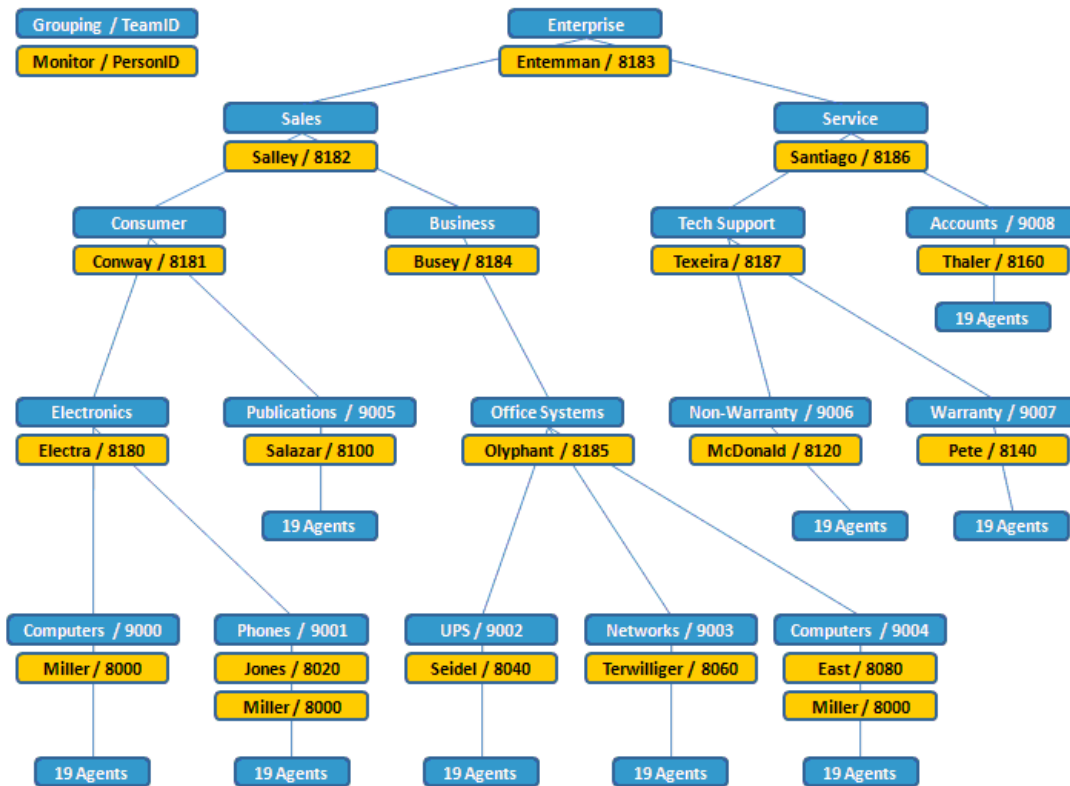 Grouping / TeamID
Enterprise
Monitor / PersonID
Entemman / 8183
Sales
Service
Salley / 8182
Santiago / 8186
Consumer
Business
Tech Support
Accounts / 9008
Conway / 8181
Busey / 8184
Texeira / 8187
Thaler / 8160
19 Agents
Electronics
Publications / 9005
Office Systems
Non-Warranty / 9006
Warranty / 9007
Electra / 8180
Salazar / 8100
Olyphant / 8185
McDonald / 8120
Pete / 8140
19 Agents
19 Agents
19 Agents
Computers / 9000
Phones / 9001
UPS / 9002
Networks / 9003
Computers / 9004
Miller / 8000
Jones / 8020
Seidel / 8040
Terwilliger / 8060
East / 8080
Miller / 8000
Miller / 8000
19 Agents
19 Agents
19 Agents
19 Agents
19 Agents